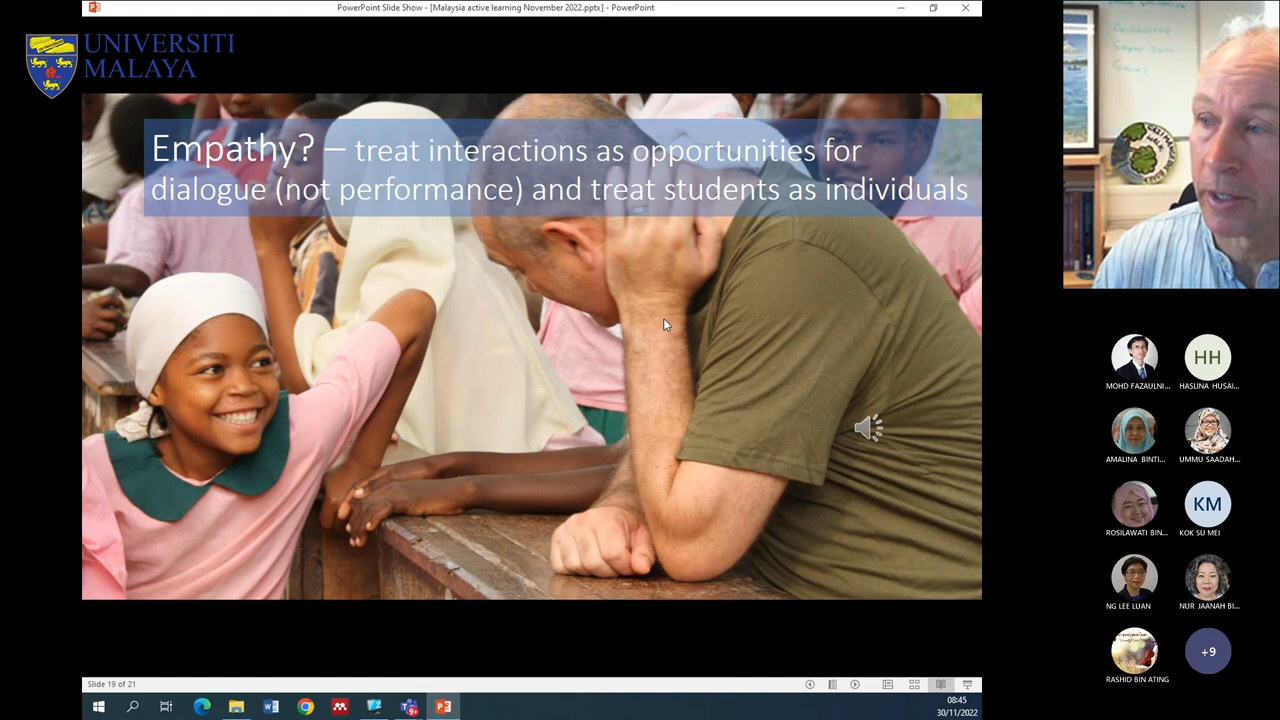 PowerPoint Slide Show - [Malaysia active learning November 2022.pptx] - PowerPoint
UNIVERSITI
MALAYA
Empathy? – treat interactions as opportunities for
dialogue (not performance) and treat students as individuals
HH
MOHD FAZAULNI...
HASLINA HUSAI...
AMALINA BINTI...
UMMU SAADAH...
KM
ROSILAWATI BIN...
KOK SU MEI
NG LEE LUAN
NUR JAANAH BI...
+9
RASHID BIN ATING
Slide 19 of 21
9+
08:45
30/11/2022